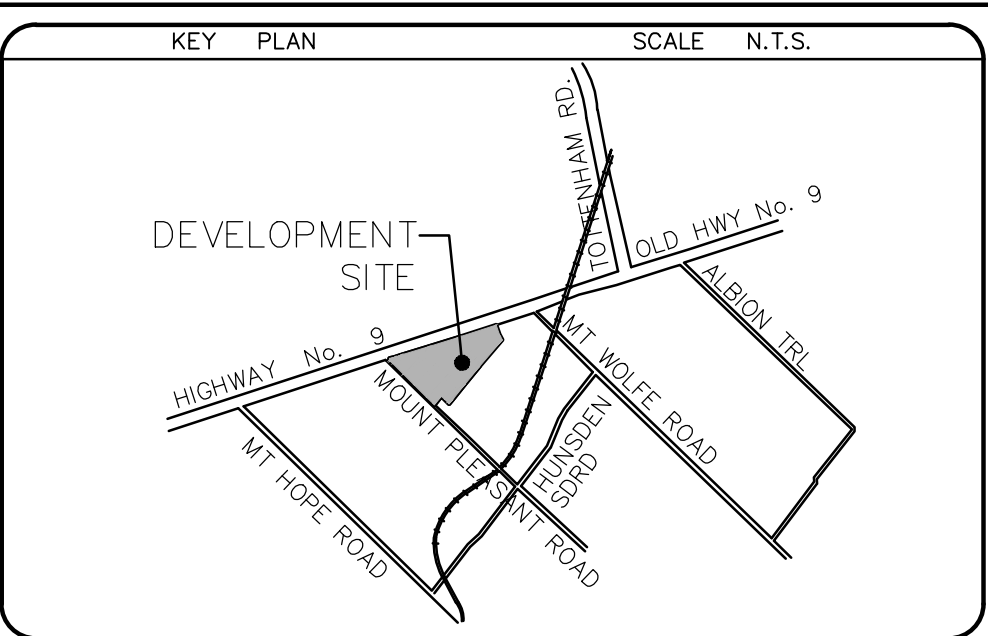 KEY PLAN SCALE N.T.S.
TOTTENHAM RD.
OLD HWY No. 9
DEVELOPMENT
SITE
HIGHWAY No. 9
ALBION TRL
MT WOLFE ROAD
MOUNT PLEASANT ROAD
HUNSDEN
SDRD
MT HOPE ROAD